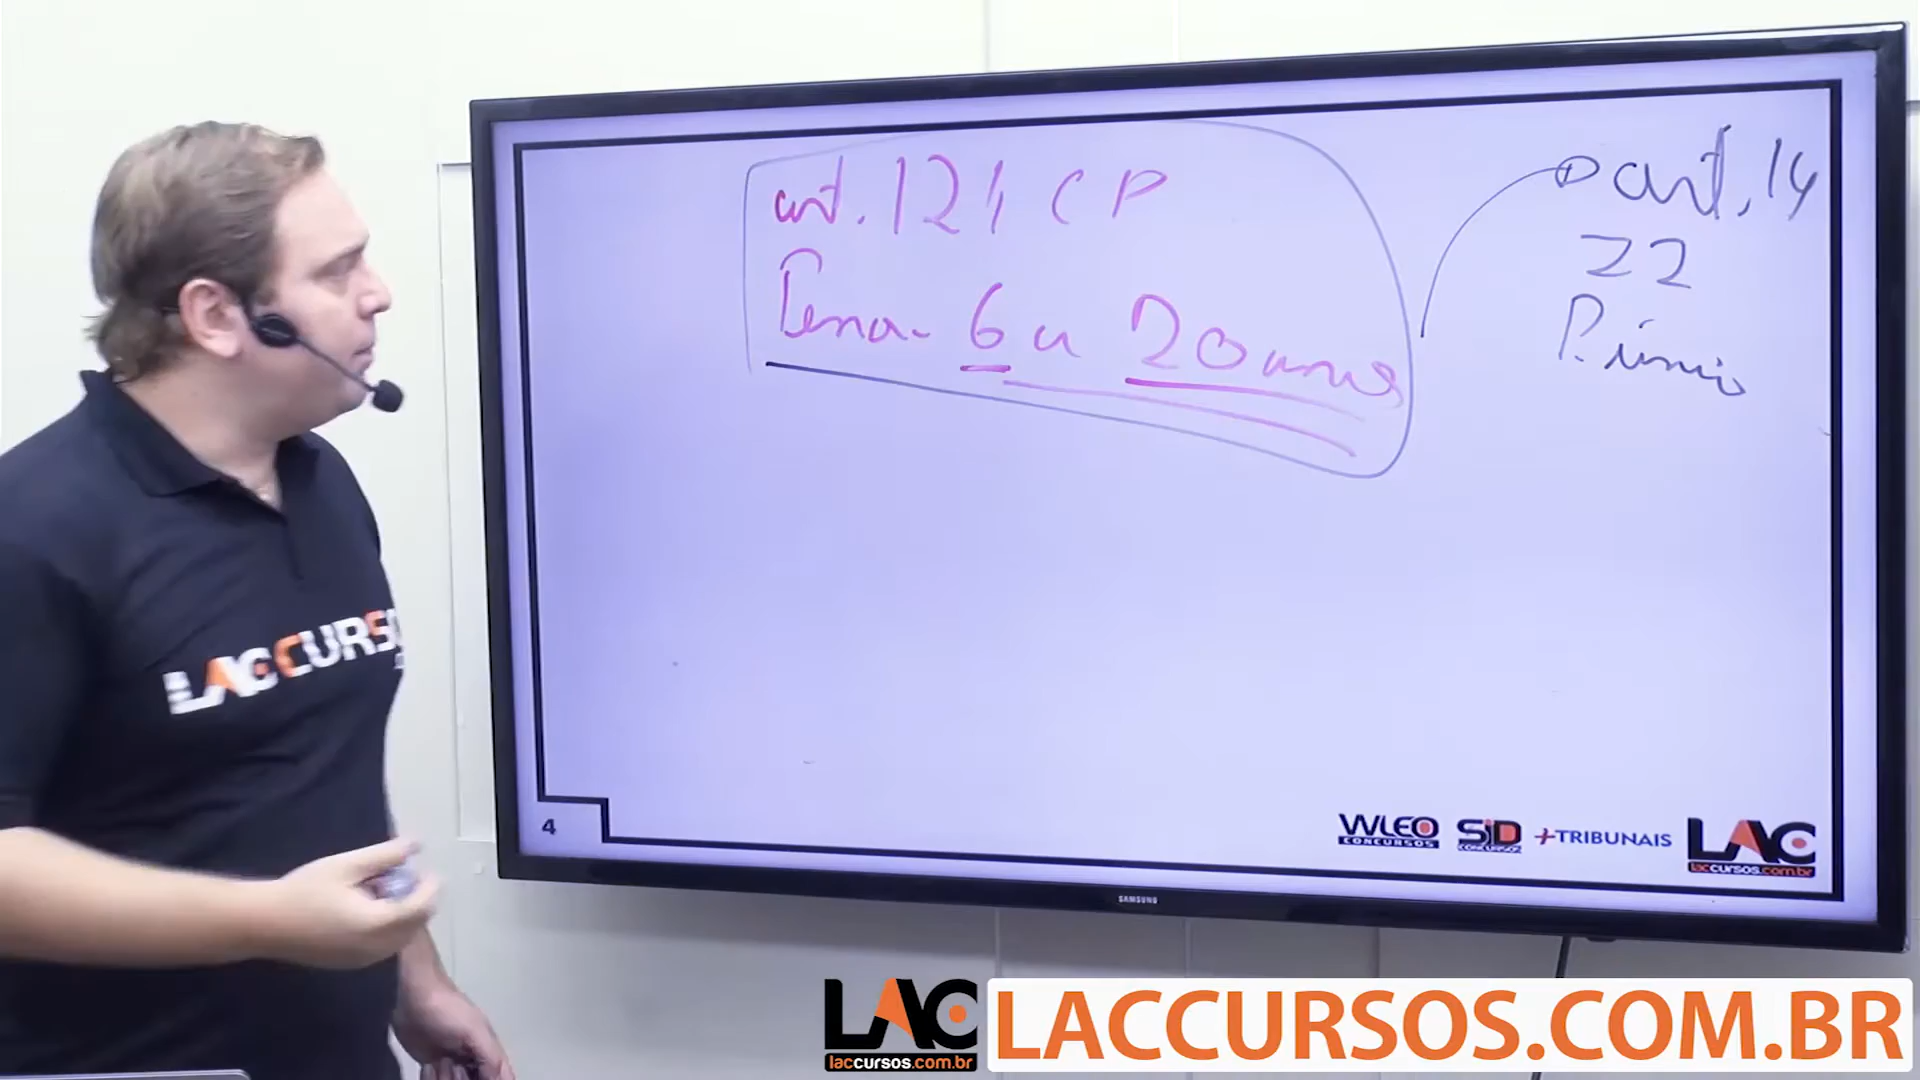 art. 121 CP
Pena - 6 a 20 anos
art. 14
22
P. único
LACCURSOS
4
WLEO
CONCURSOS
SID
CONCURSOS
+TRIBUNAIS
LAC
laccursos.com.br
SAMSUNG
LAC
laccursos.com.br
LACCURSOS.COM.BR